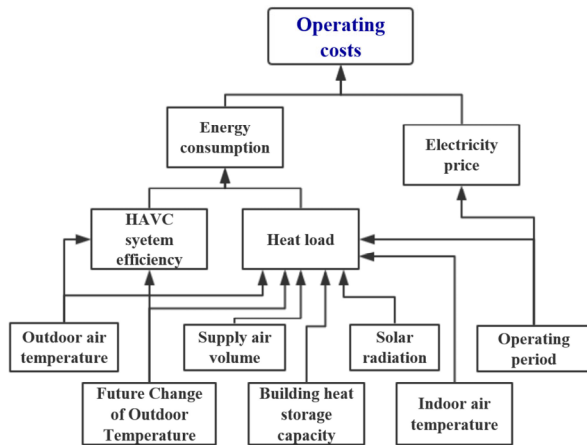 Operating
costs
Energy
consumption
Electricity
price
HAVC
syetem
efficiency
Heat load
Outdoor air
temperature
Supply air
volume
Solar
radiation
Operating
period
Future Change
of Outdoor
Temperature
Building heat
storage
capacity
Indoor air
temperature